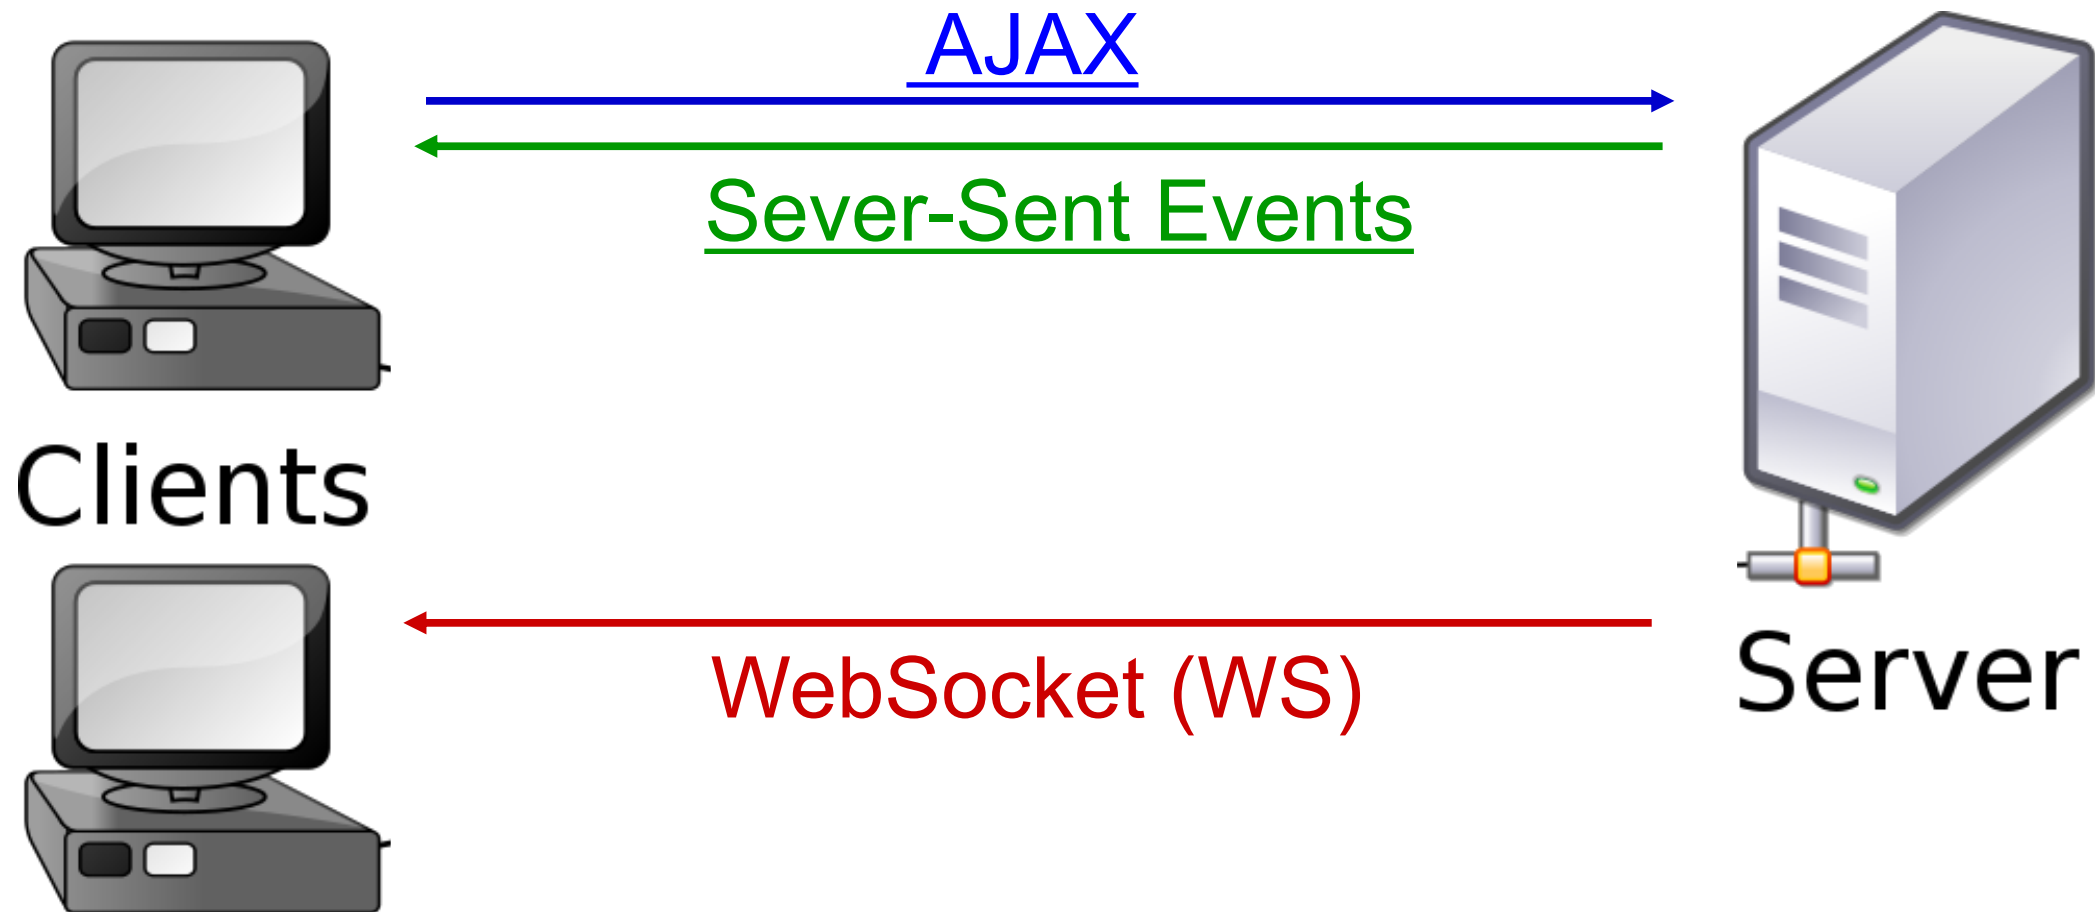 AJAX
Sever-Sent Events
Clients
WebSocket (WS)
Server